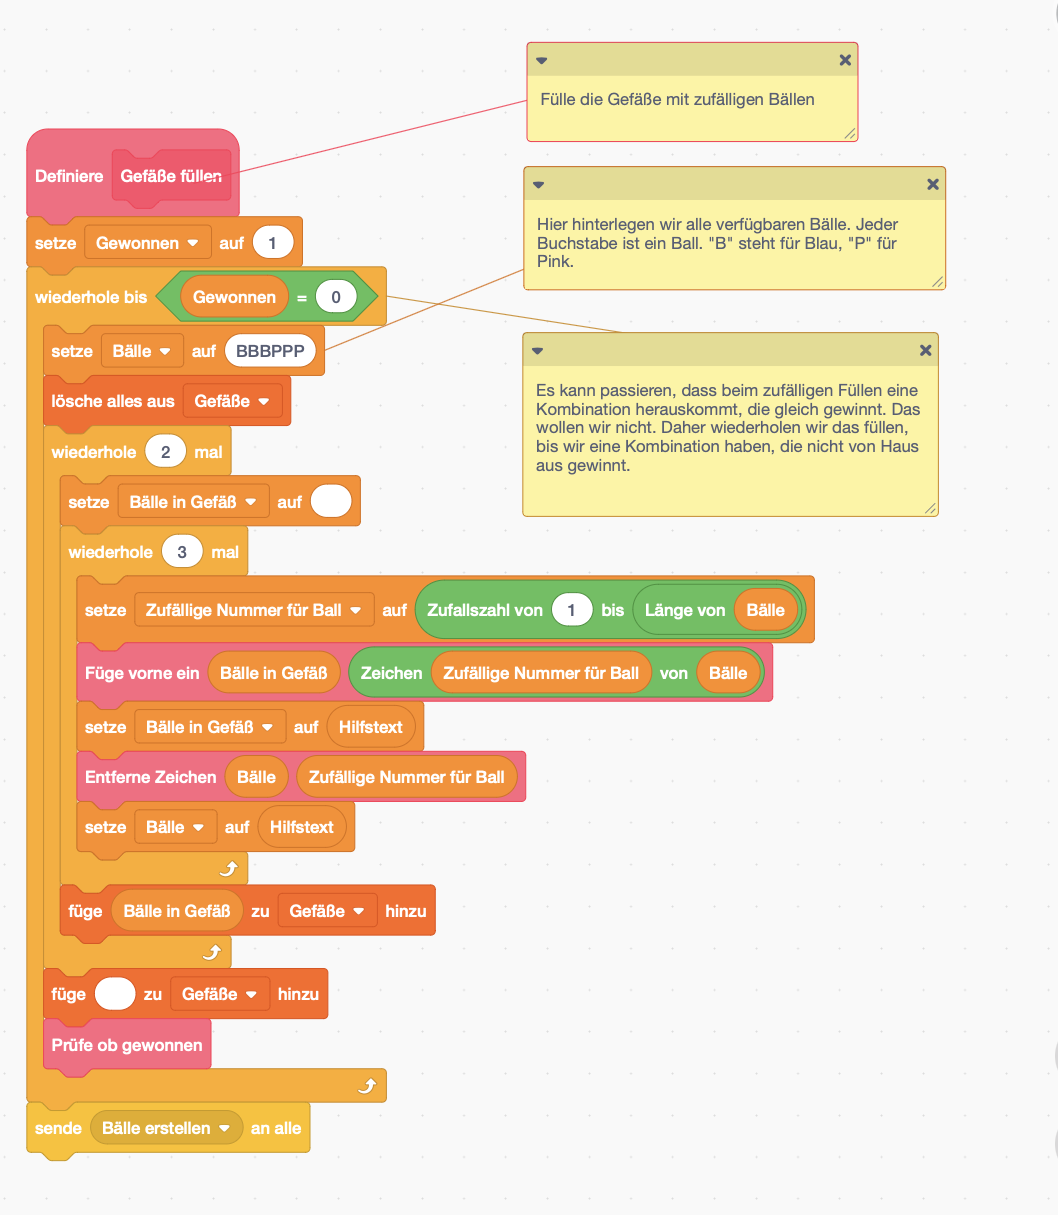 Fülle die Gefäße mit zufälligen Bällen
Definiere Gefäße füllen
Hier hinterlegen wir alle verfügbaren Bälle. Jeder
Buchstabe ist ein Ball. "B" steht für Blau, "P" für
Pink.
setze Gewonnen auf 1
wiederhole bis Gewonnen = 0
setze Bälle auf BBBPPP
Es kann passieren, dass beim zufälligen Füllen eine
Kombination herauskommt, die gleich gewinnt. Das
wollen wir nicht. Daher wiederholen wir das füllen,
bis wir eine Kombination haben, die nicht von Haus
aus gewinnt.
lösche alles aus Gefäße
wiederhole 2 mal
setze Bälle in Gefäß auf
wiederhole 3 mal
setze Zufällige Nummer für Ball auf Zufallszahl von 1 bis Länge von Bälle
Füge vorne ein Bälle in Gefäß Zeichen Zufällige Nummer für Ball von Bälle
setze Bälle in Gefäß auf Hilfstext
Entferne Zeichen Bälle Zufällige Nummer für Ball
setze Bälle auf Hilfstext
füge Bälle in Gefäß zu Gefäße hinzu
füge zu Gefäße hinzu
Prüfe ob gewonnen
sende Bälle erstellen an alle